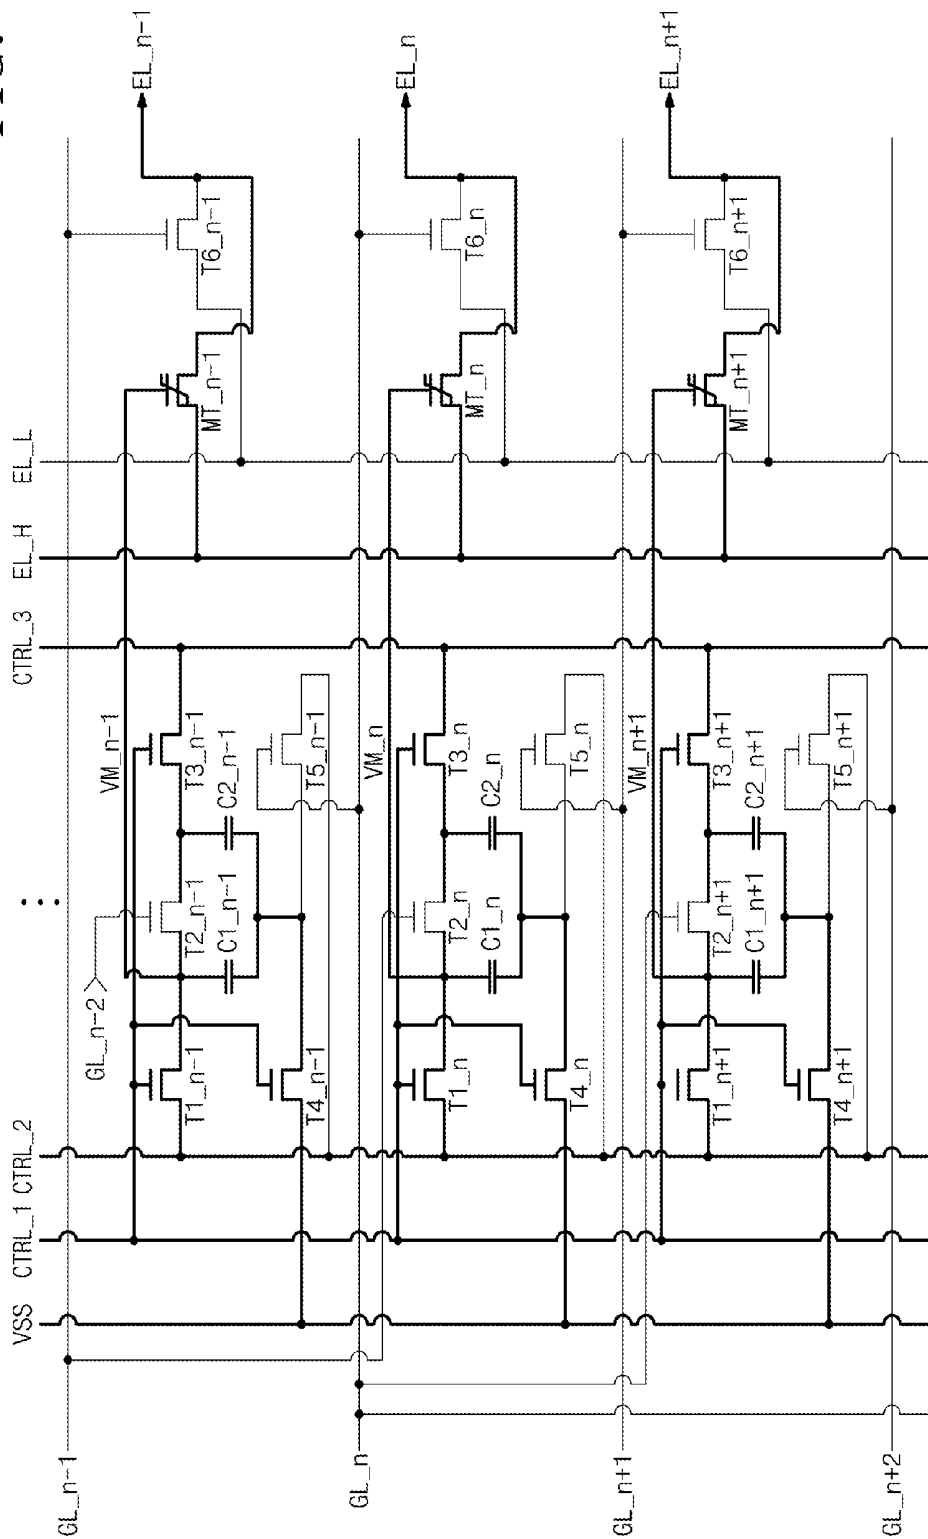 FIG.
VSS CTRL_1 CTRL_2 CTRL_3 EL_H EL_L
GL_n-1
GL_n-2
VM_n-1
T1_n-1
T2_n-1
T3_n-1
C1_n-1
C2_n-1
T4_n-1
T5_n-1
MT_n-1
T6_n-1
EL_n-1
GL_n
VM_n
T1_n
T2_n
T3_n
C1_n
C2_n
T4_n
T5_n
MT_n
T6_n
EL_n
GL_n+1
VM_n+1
T1_n+1
T2_n+1
T3_n+1
C1_n+1
C2_n+1
T4_n+1
T5_n+1
MT_n+1
T6_n+1
EL_n+1
GL_n+2